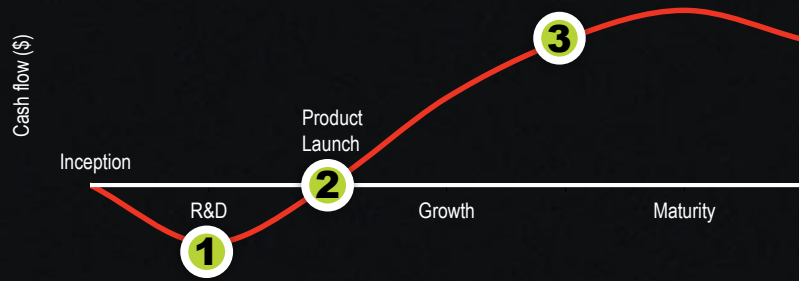 Cash flow ($)
3
Product
Launch
Inception
2
R&D
Growth
Maturity
1